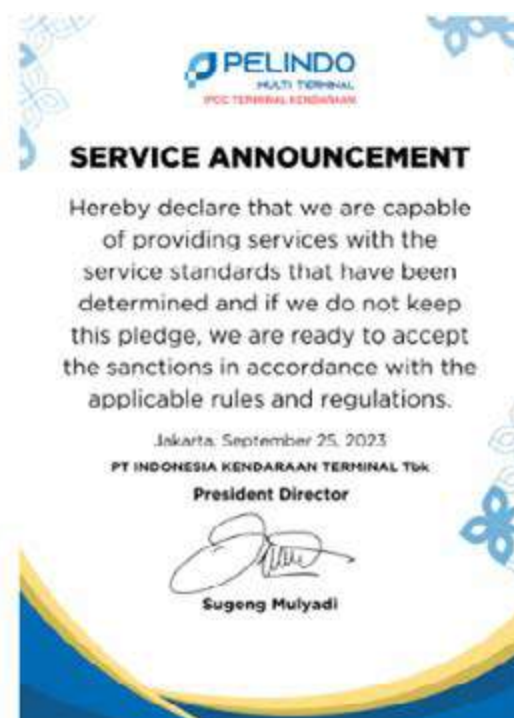 PELINDO
MULTI TERMINAL
IPCC TERMINAL KENDARAAN
SERVICE ANNOUNCEMENT
Hereby declare that we are capable
of providing services with the
service standards that have been
determined and if we do not keep
this pledge, we are ready to accept
the sanctions in accordance with the
applicable rules and regulations.
Jakarta, September 25, 2023
PT INDONESIA KENDARAAN TERMINAL Tbk
President Director
Sugeng Mulyadi